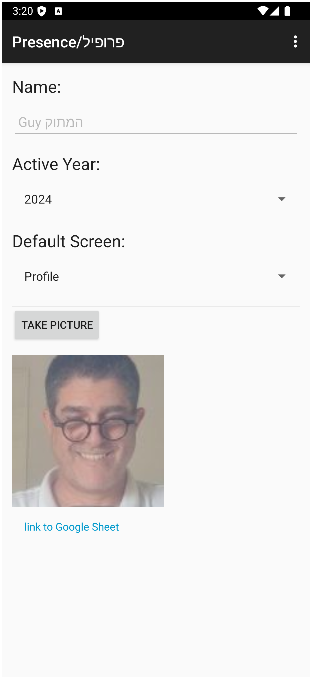 3:20
Presence/פרופיל
Name:
Guy המתוק
Active Year:
2024
Default Screen:
Profile
TAKE PICTURE
link to Google Sheet